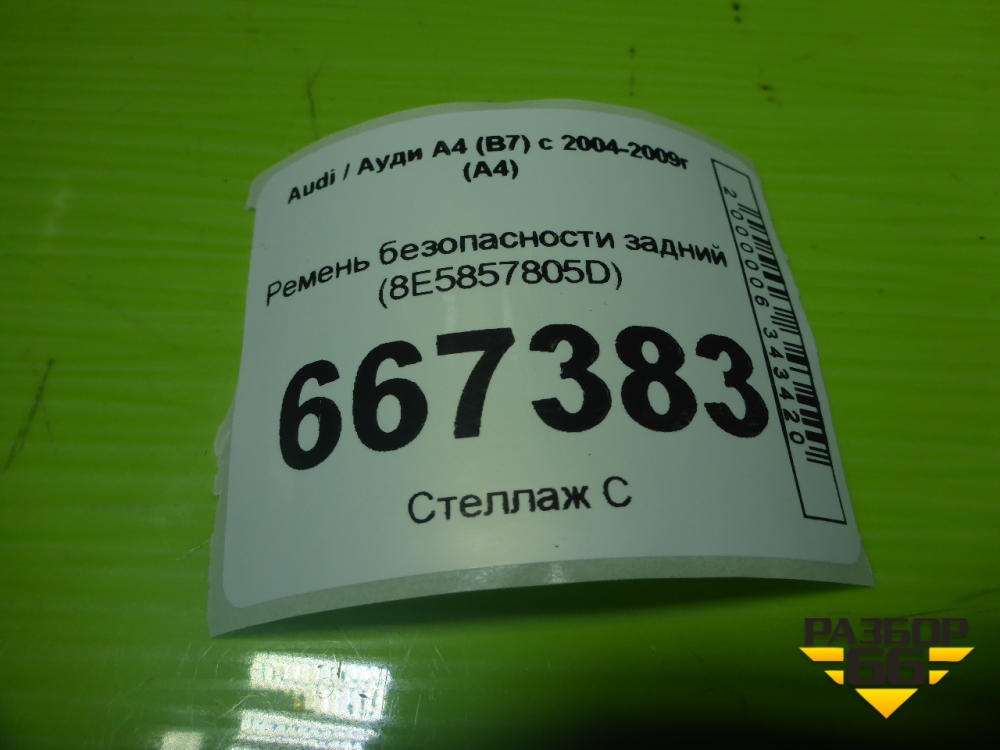 Audi / Ауди A4 (B7) с 2004-2009г
(A4)
Ремень безопасности задний
(8E5857805D)
667383
Стеллаж С
2000006343420
РАЗБОР
66